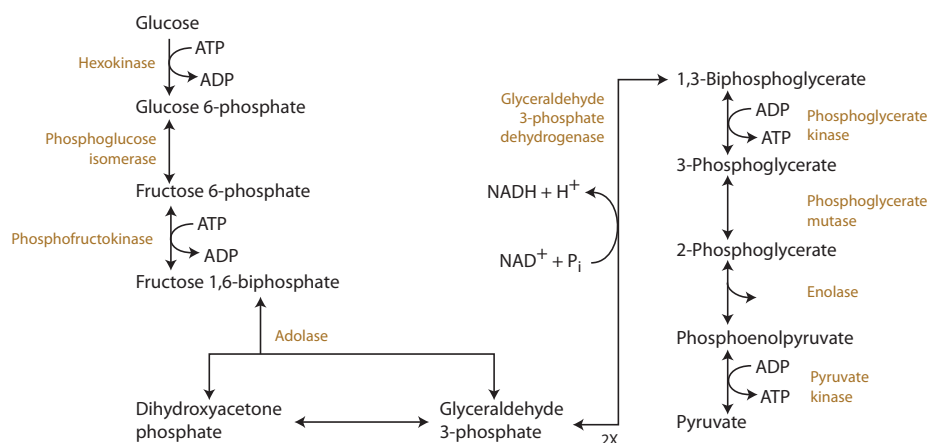 Glucose
ATP
Hexokinase
ADP
Glucose 6-phosphate
Phosphoglucose
isomerase
Fructose 6-phosphate
ATP
Phosphofructokinase
ADP
Fructose 1,6-biphosphate
Adolase
Dihydroxyacetone
phosphate
Glyceraldehyde
3-phosphate
2X
Glyceraldehyde
3-phosphate
dehydrogenase
NADH + H+
NAD+ + Pi
1,3-Biphosphoglycerate
ADP
ATP
Phosphoglycerate
kinase
3-Phosphoglycerate
Phosphoglycerate
mutase
2-Phosphoglycerate
Enolase
Phosphoenolpyruvate
ADP
ATP
Pyruvate
kinase
Pyruvate